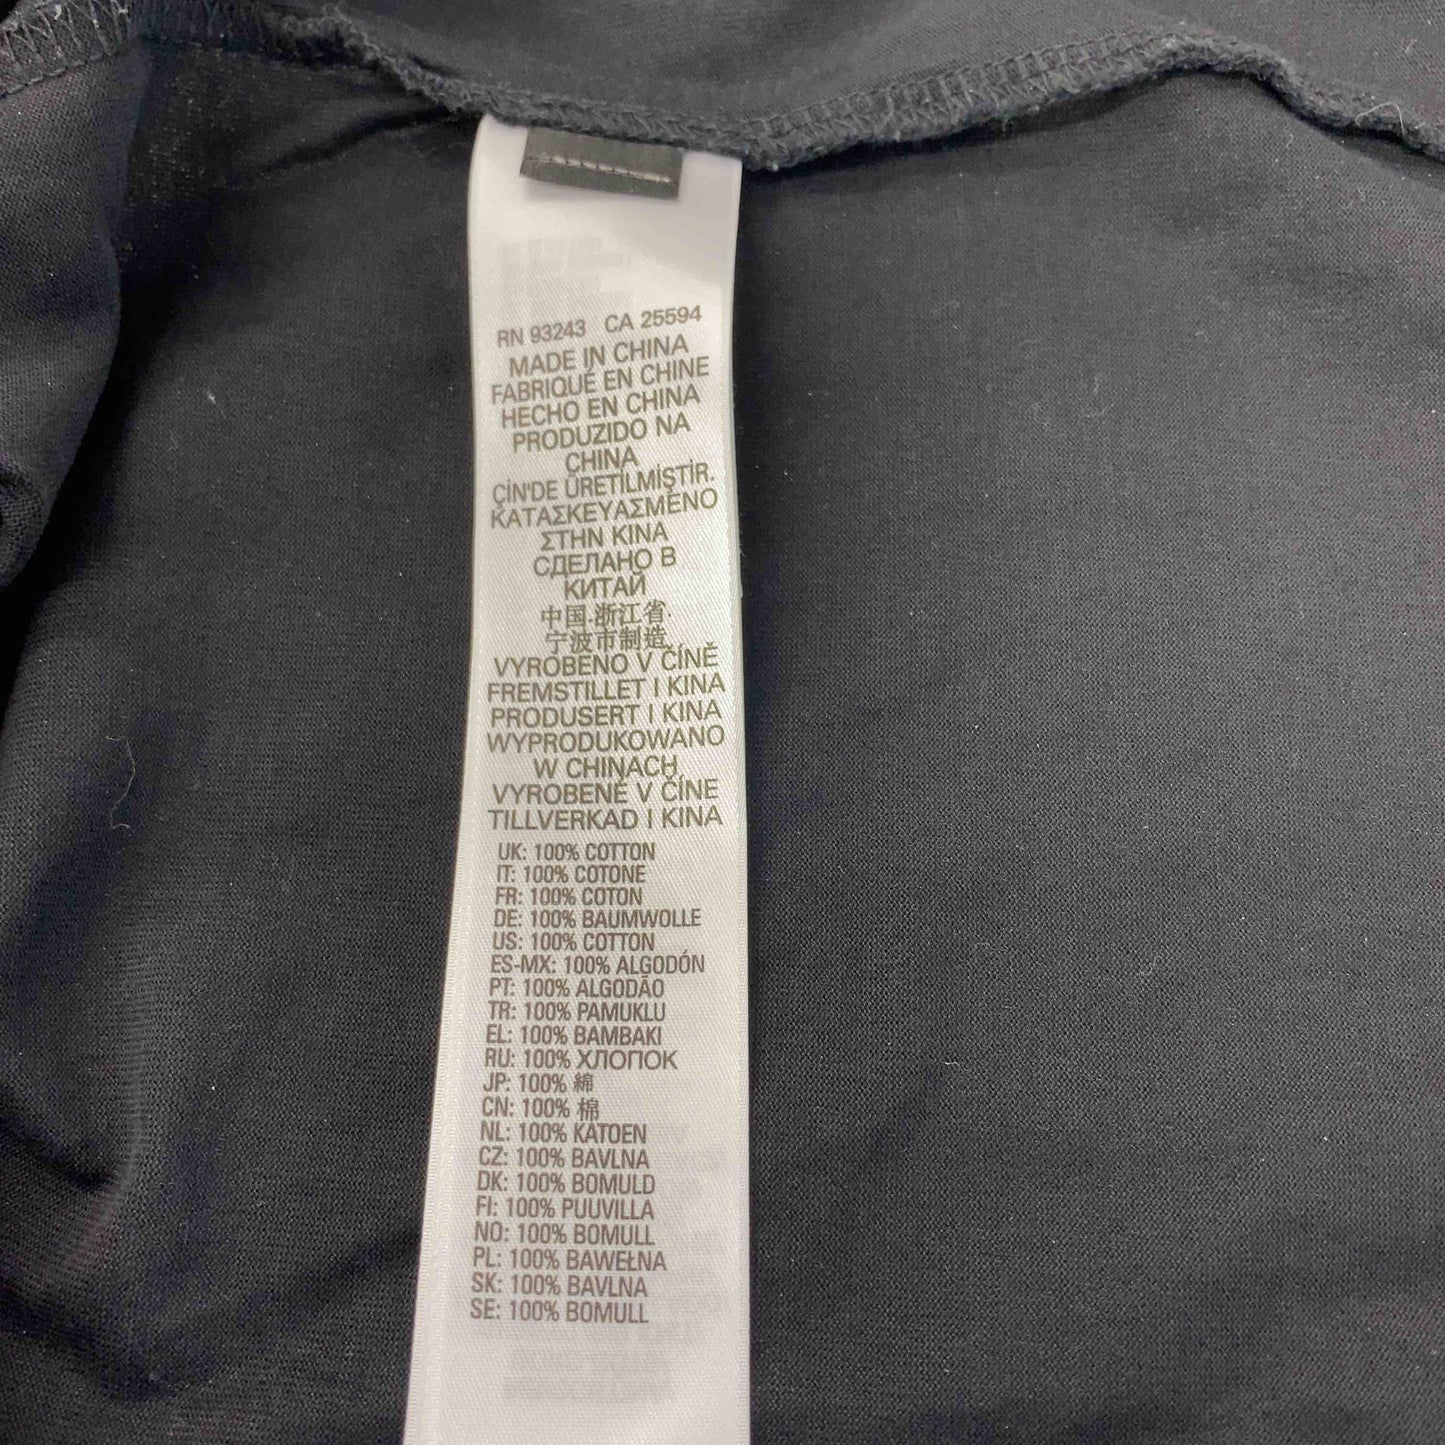 RN 93243 CA 25594
MADE IN CHINA
FABRIQUÉ EN CHINE
HECHO EN CHINA
PRODUZIDO NA
CHINA
ÇİN'DE ÜRETİLMİŞTİR.
ΚΑΤΑΣΚΕΥΑΣΜΕΝΟ
ΣΤΗΝ ΚΙΝΑ
СДЕЛАНО В
КИТАЙ
中国.浙江省.
宁波市制造.
VYROBENO V ČÍNĚ
FREMSTILLET I KINA
PRODUSERT I KINA
WYPRODUKOWANO
W CHINACH
VYROBENÉ V ČÍNE
TILLVERKAD I KINA
UK: 100% COTTON
IT: 100% COTONE
FR: 100% COTON
DE: 100% BAUMWOLLE
US: 100% COTTON
ES-MX: 100% ALGODÓN
PT: 100% ALGODÃO
TR: 100% PAMUKLU
EL: 100% ΒΑΜΒΑΚΙ
RU: 100% ХЛОПОК
JP: 100% 綿
CN: 100% 棉
NL: 100% KATOEN
CZ: 100% BAVLNA
DK: 100% BOMULD
FI: 100% PUUVILLA
NO: 100% BOMULL
PL: 100% BAWEŁNA
SK: 100% BAVLNA
SE: 100% BOMULL